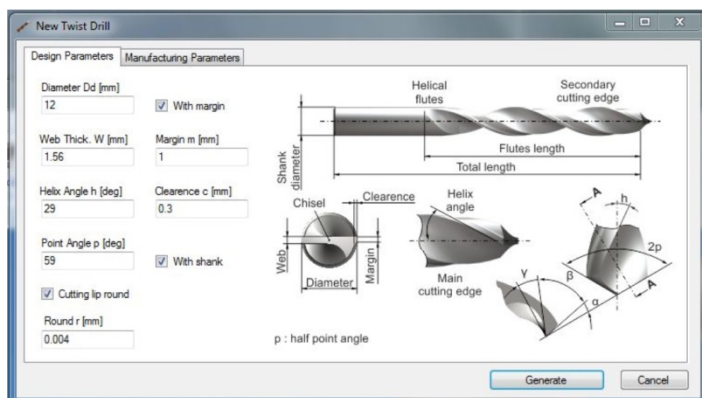 New Twist Drill
Design Parameters
Manufacturing Parameters
Diameter Dd [mm]
12
With margin
Web Thick. W [mm]
1.56
Margin m [mm]
1
Helix Angle h [deg]
29
Clearence c [mm]
0.3
Point Angle p [deg]
59
With shank
Cutting lip round
Round r [mm]
0.004
Helical
flutes
Secondary
cutting edge
Shank
diameter
Flutes length
Total length
Chisel
Clearence
Web
Margin
Diameter
Helix
angle
Main
cutting edge
A
h
2p
β
A
γ
α
p : half point angle
Generate
Cancel